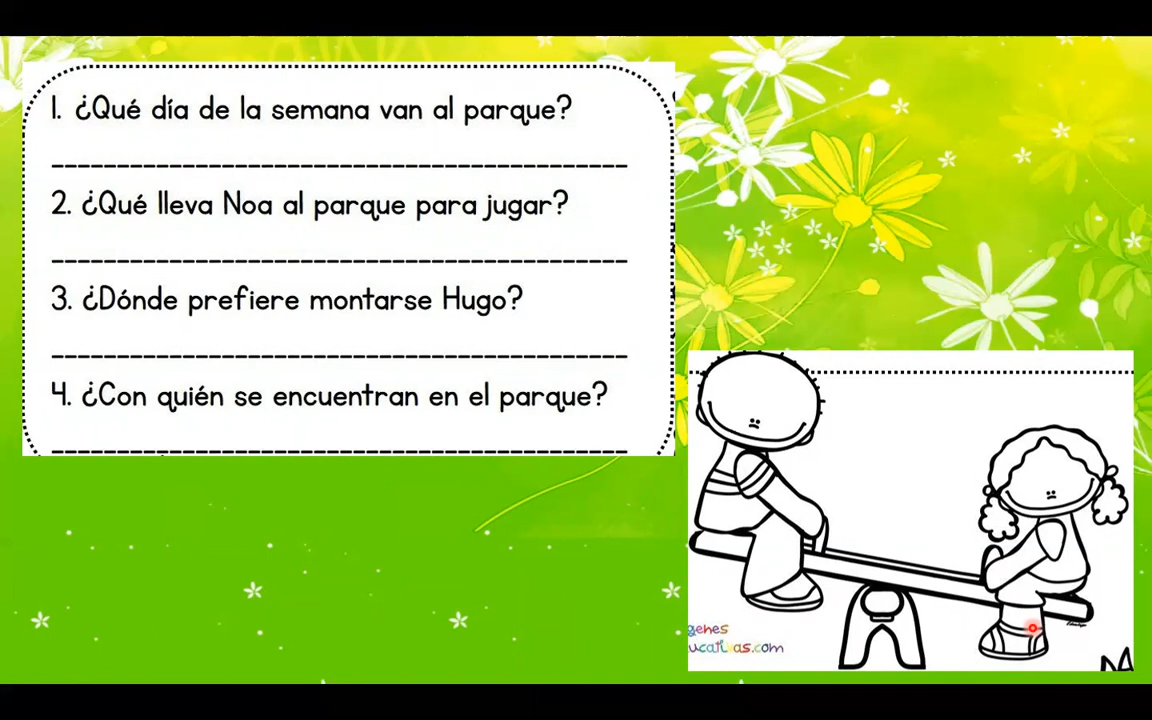 1. ¿Qué día de la semana van al parque?
2. ¿Qué lleva Noa al parque para jugar?
3. ¿Dónde prefiere montarse Hugo?
4. ¿Con quién se encuentran en el parque?